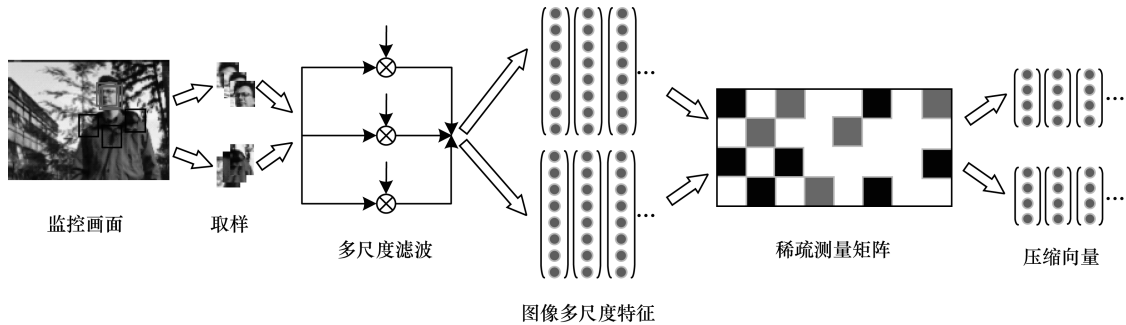 监控画面
取样
多尺度滤波
图像多尺度特征
稀疏测量矩阵
压缩向量